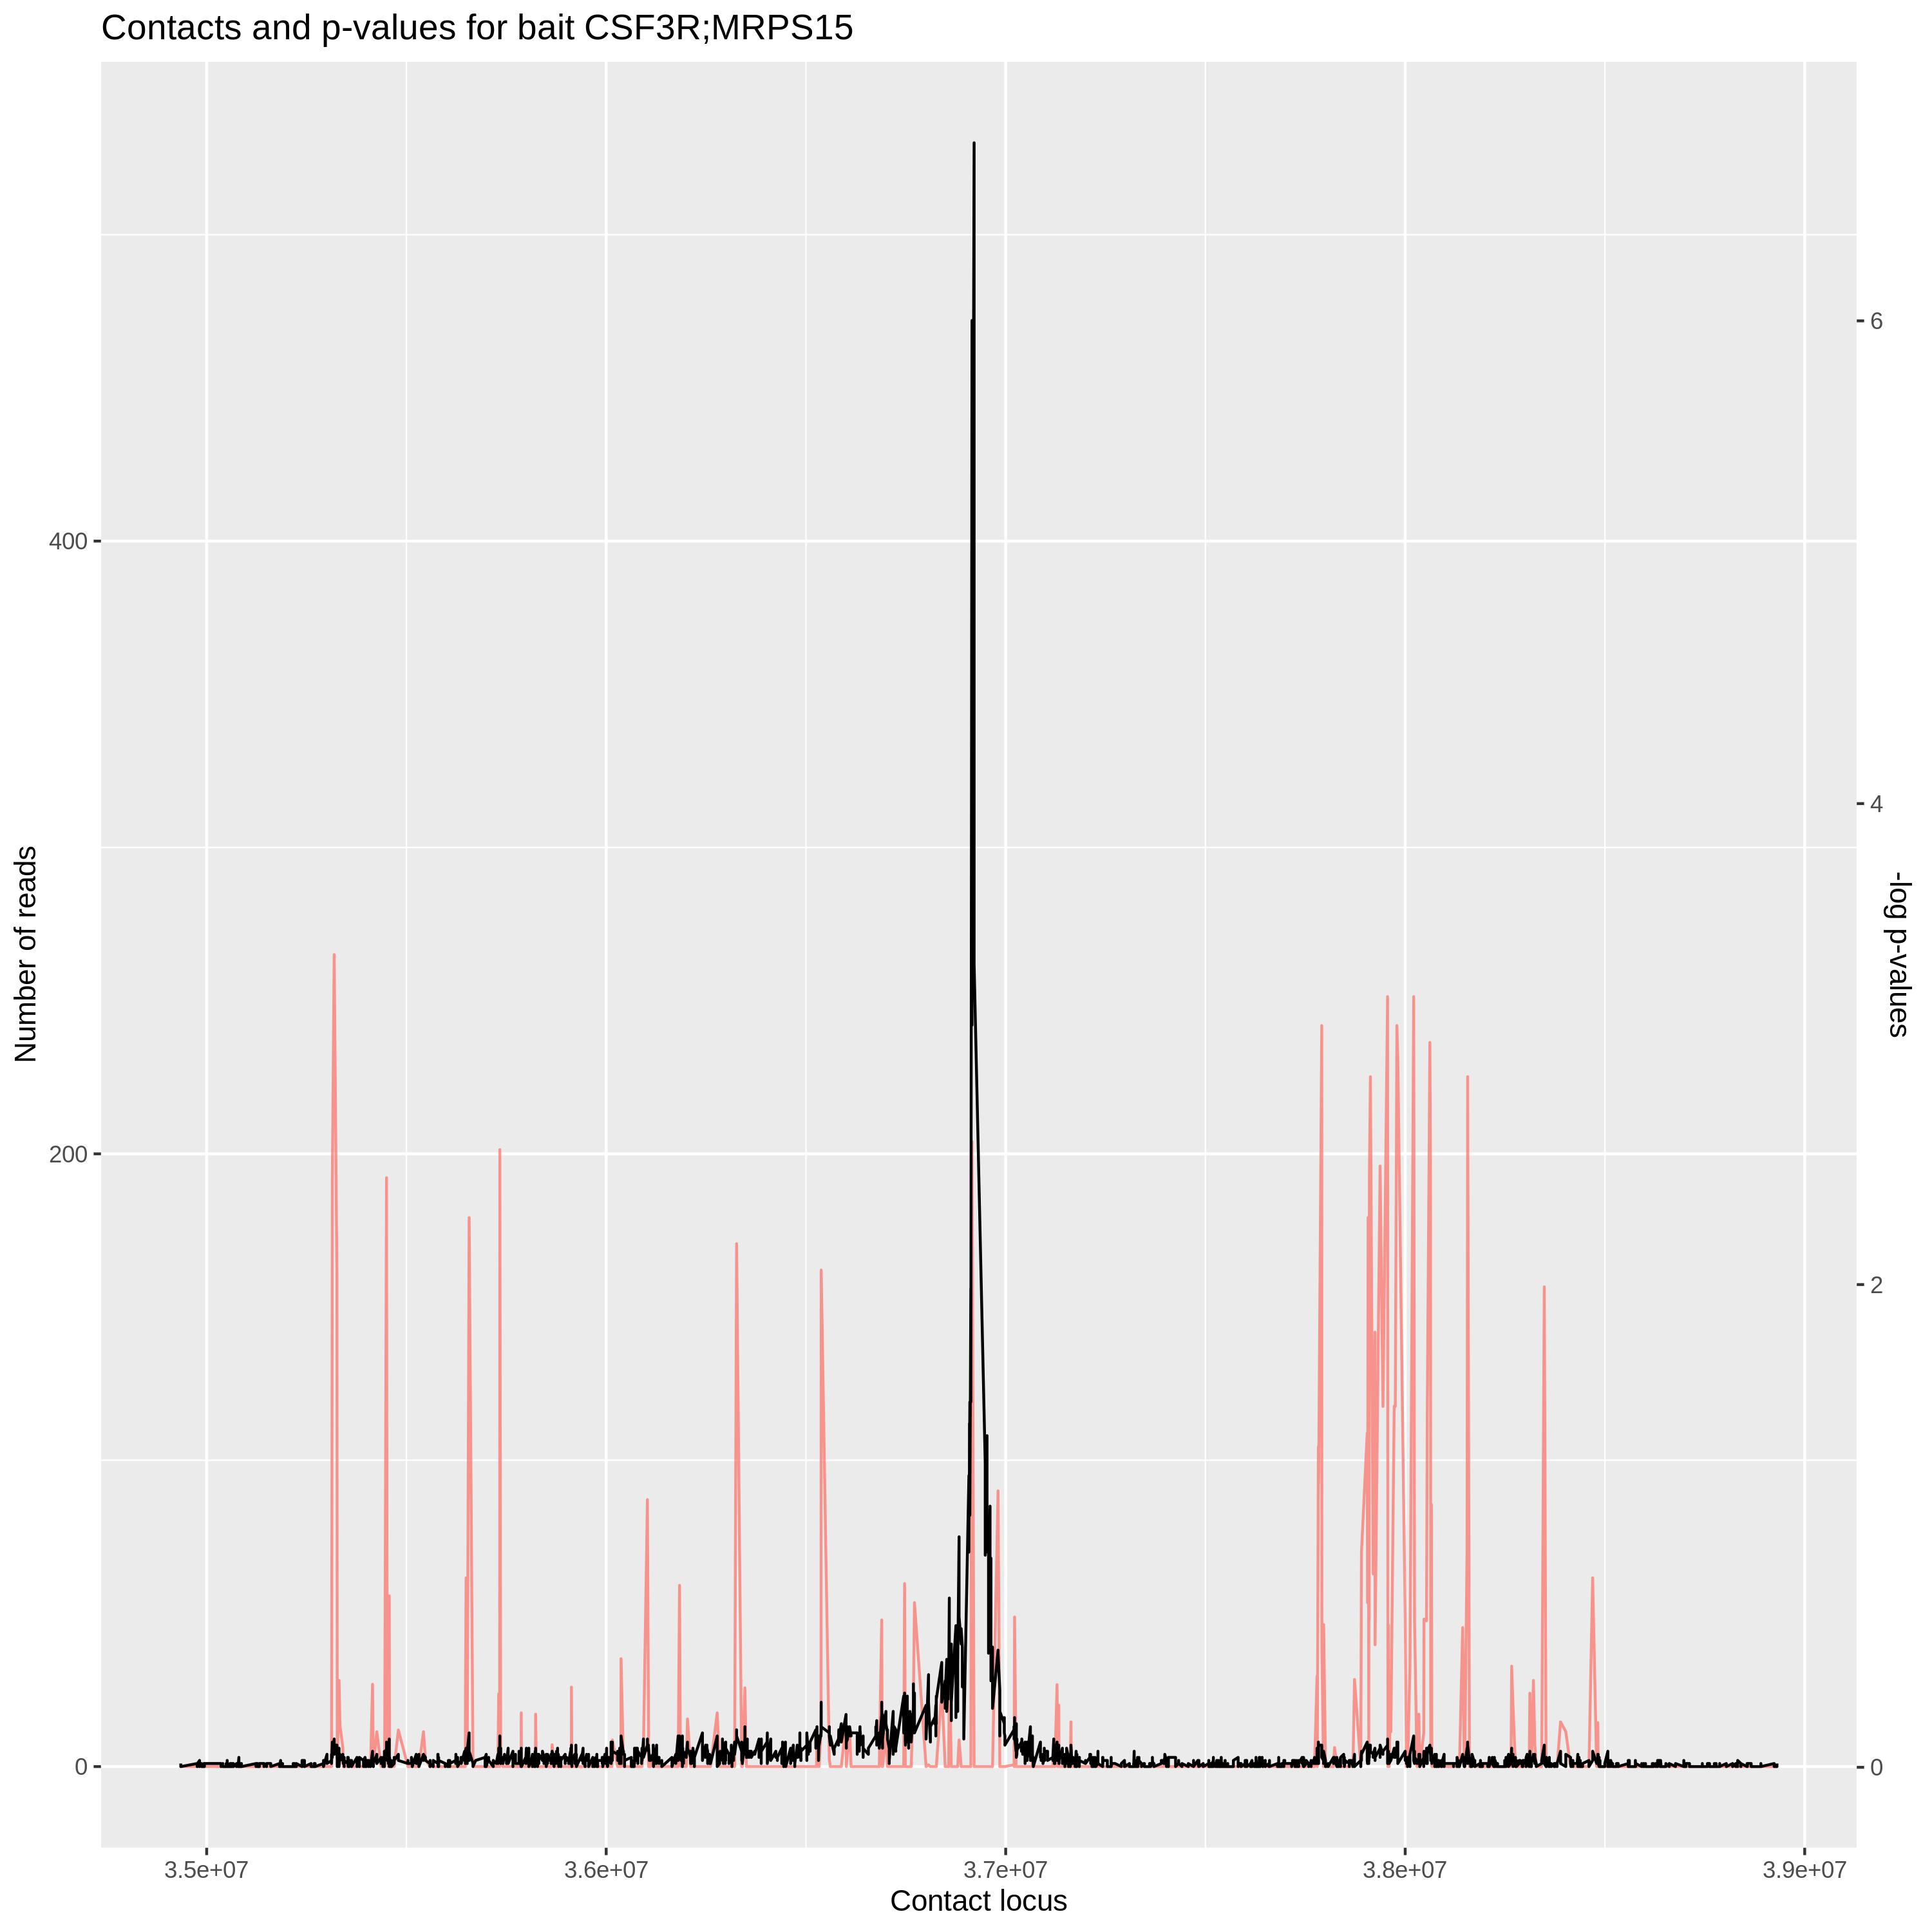 Contacts and p-values for bait CSF3R;MRPS15
Number of reads
400
200
0
6
4
2
0
-log p-values
3.5e+07
3.6e+07
3.7e+07
3.8e+07
3.9e+07
Contact locus